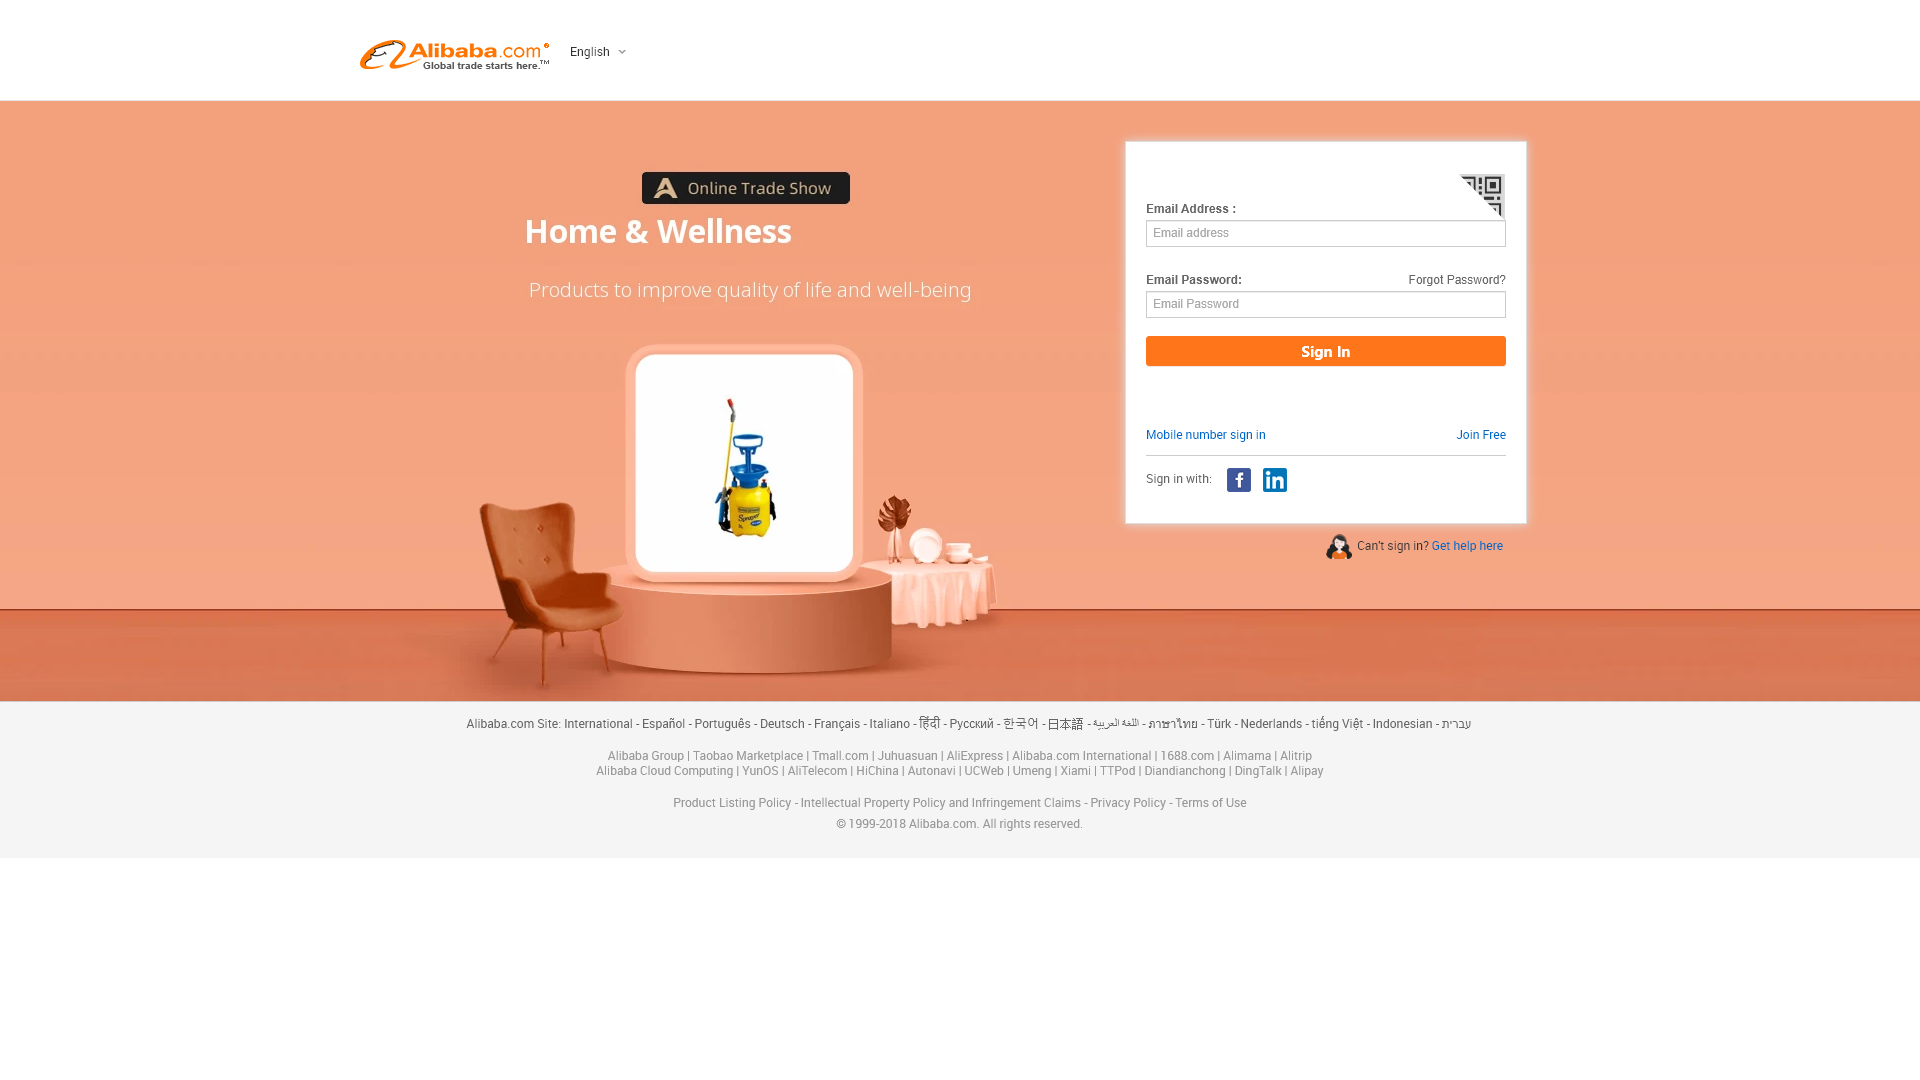 Alibaba.com®
Global trade starts here.™
English
Online Trade Show
Home & Wellness
Products to improve quality of life and well-being
Email Address :
Email address
Email Password:
Forgot Password?
Email Password
Sign In
Mobile number sign in
Join Free
Sign in with:
Can't sign in? Get help here
Sprayer
Alibaba.com Site: International - Español - Português - Deutsch - Français - Italiano - हिंदी - Русский - 한국어 - 日本語 - اللغة العربية - ภาษาไทย - Türk - Nederlands - tiếng Việt - Indonesian - עברית
Alibaba Group | Taobao Marketplace | Tmall.com | Juhuasuan | AliExpress | Alibaba.com International | 1688.com | Alimama | Alitrip
Alibaba Cloud Computing | YunOS | AliTelecom | HiChina | Autonavi | UCWeb | Umeng | Xiami | TTPod | Diandianchong | DingTalk | Alipay
Product Listing Policy - Intellectual Property Policy and Infringement Claims - Privacy Policy - Terms of Use
© 1999-2018 Alibaba.com. All rights reserved.